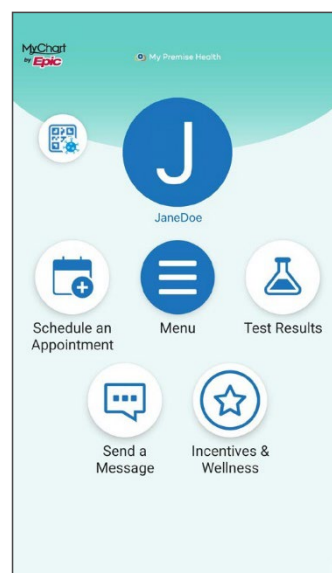 MyChart
by Epic
My Premise Health
J
JaneDoe
Schedule an
Appointment
Menu
Test Results
Send a
Message
Incentives &
Wellness